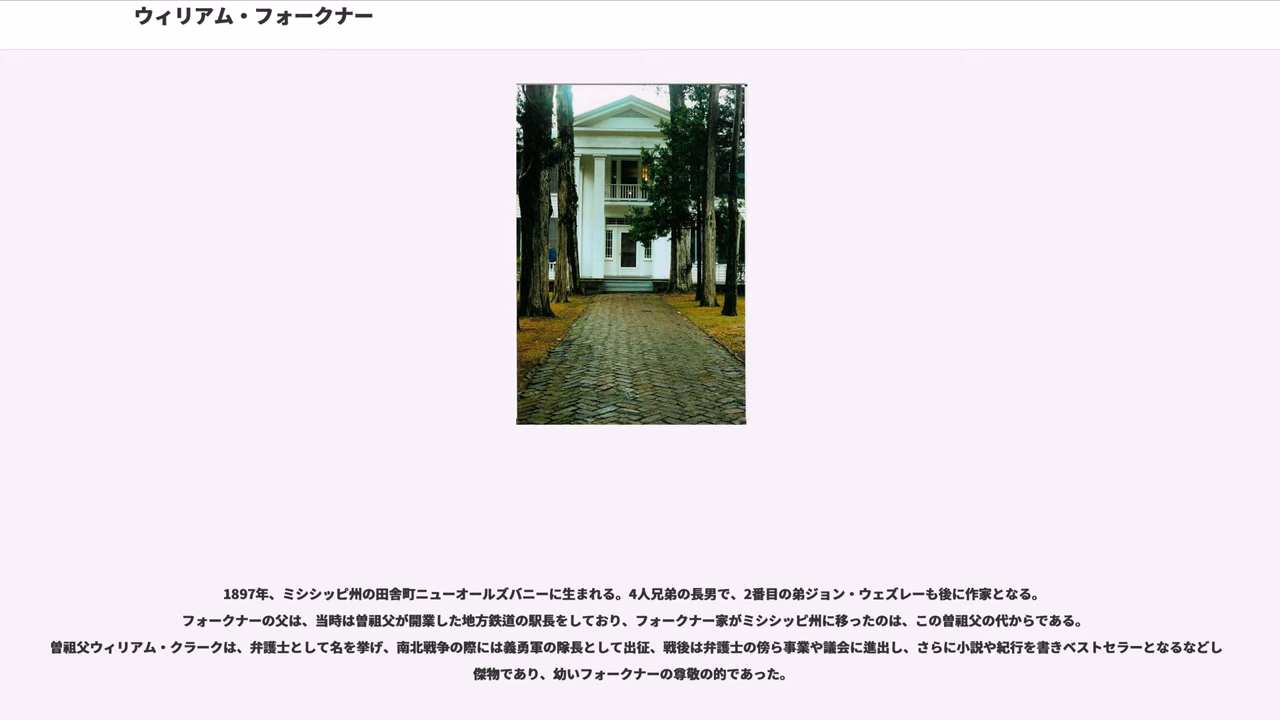 ウィリアム・フォークナー
1897年、ミシシッピ州の田舎町ニューオールズバニーに生まれる。4人兄弟の長男で、2番目の弟ジョン・ウェズレーも後に作家となる。
フォークナーの父は、当時は曽祖父が開業した地方鉄道の駅長をしており、フォークナー家がミシシッピ州に移ったのは、この曽祖父の代からである。
曽祖父ウィリアム・クラークは、弁護士として名を挙げ、南北戦争の際には義勇軍の隊長として出征、戦後は弁護士の傍ら事業や議会に進出し、さらに小説や紀行を書きベストセラーとなるなどし
傑物であり、幼いフォークナーの尊敬の的であった。